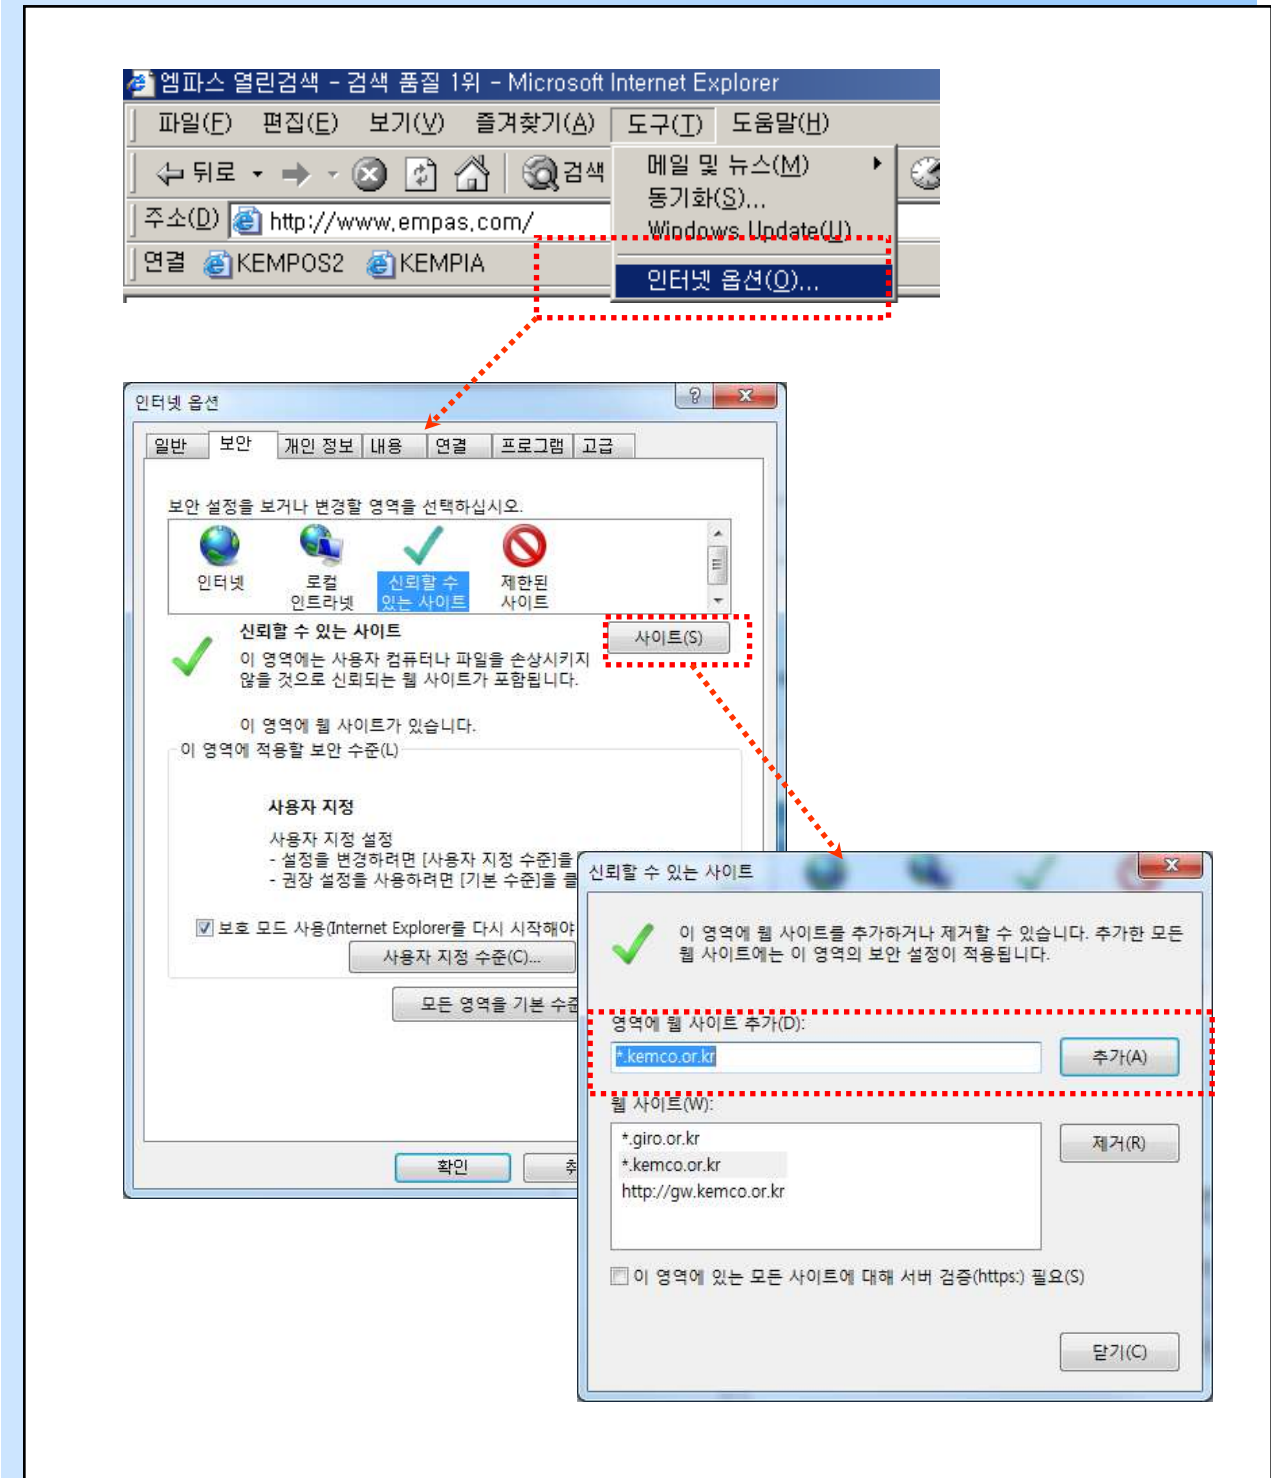 엠파스 열린검색 - 검색 품질 1위 - Microsoft Internet Explorer
파일(F) 편집(E) 보기(V) 즐겨찾기(A) 도구(T) 도움말(H)
뒤로 검색
메일 및 뉴스(M)
동기화(S)...
주소(D) http://www.empas.com/
Windows Update(U)
연결 KEMPOS2 KEMPIA
인터넷 옵션(O)...
인터넷 옵션
일반 보안 개인 정보 내용 연결 프로그램 고급
보안 설정을 보거나 변경할 영역을 선택하십시오.
인터넷 로컬 인트라넷 신뢰할 수 있는 사이트 제한된 사이트
신뢰할 수 있는 사이트
사이트(S)
이 영역에는 사용자 컴퓨터나 파일을 손상시키지
않을 것으로 신뢰되는 웹 사이트가 포함됩니다.
이 영역에 웹 사이트가 있습니다.
이 영역에 적용할 보안 수준(L)
사용자 지정
사용자 지정 설정
- 설정을 변경하려면 [사용자 지정 수준]을
- 권장 설정을 사용하려면 [기본 수준]을 클
보호 모드 사용(Internet Explorer를 다시 시작해야
사용자 지정 수준(C)...
모든 영역을 기본 수준
확인
신뢰할 수 있는 사이트
이 영역에 웹 사이트를 추가하거나 제거할 수 있습니다. 추가한 모든
웹 사이트에는 이 영역의 보안 설정이 적용됩니다.
영역에 웹 사이트 추가(D):
*.kemco.or.kr
추가(A)
웹 사이트(W):
*.giro.or.kr
*.kemco.or.kr
http://gw.kemco.or.kr
제거(R)
이 영역에 있는 모든 사이트에 대해 서버 검증(https:) 필요(S)
닫기(C)